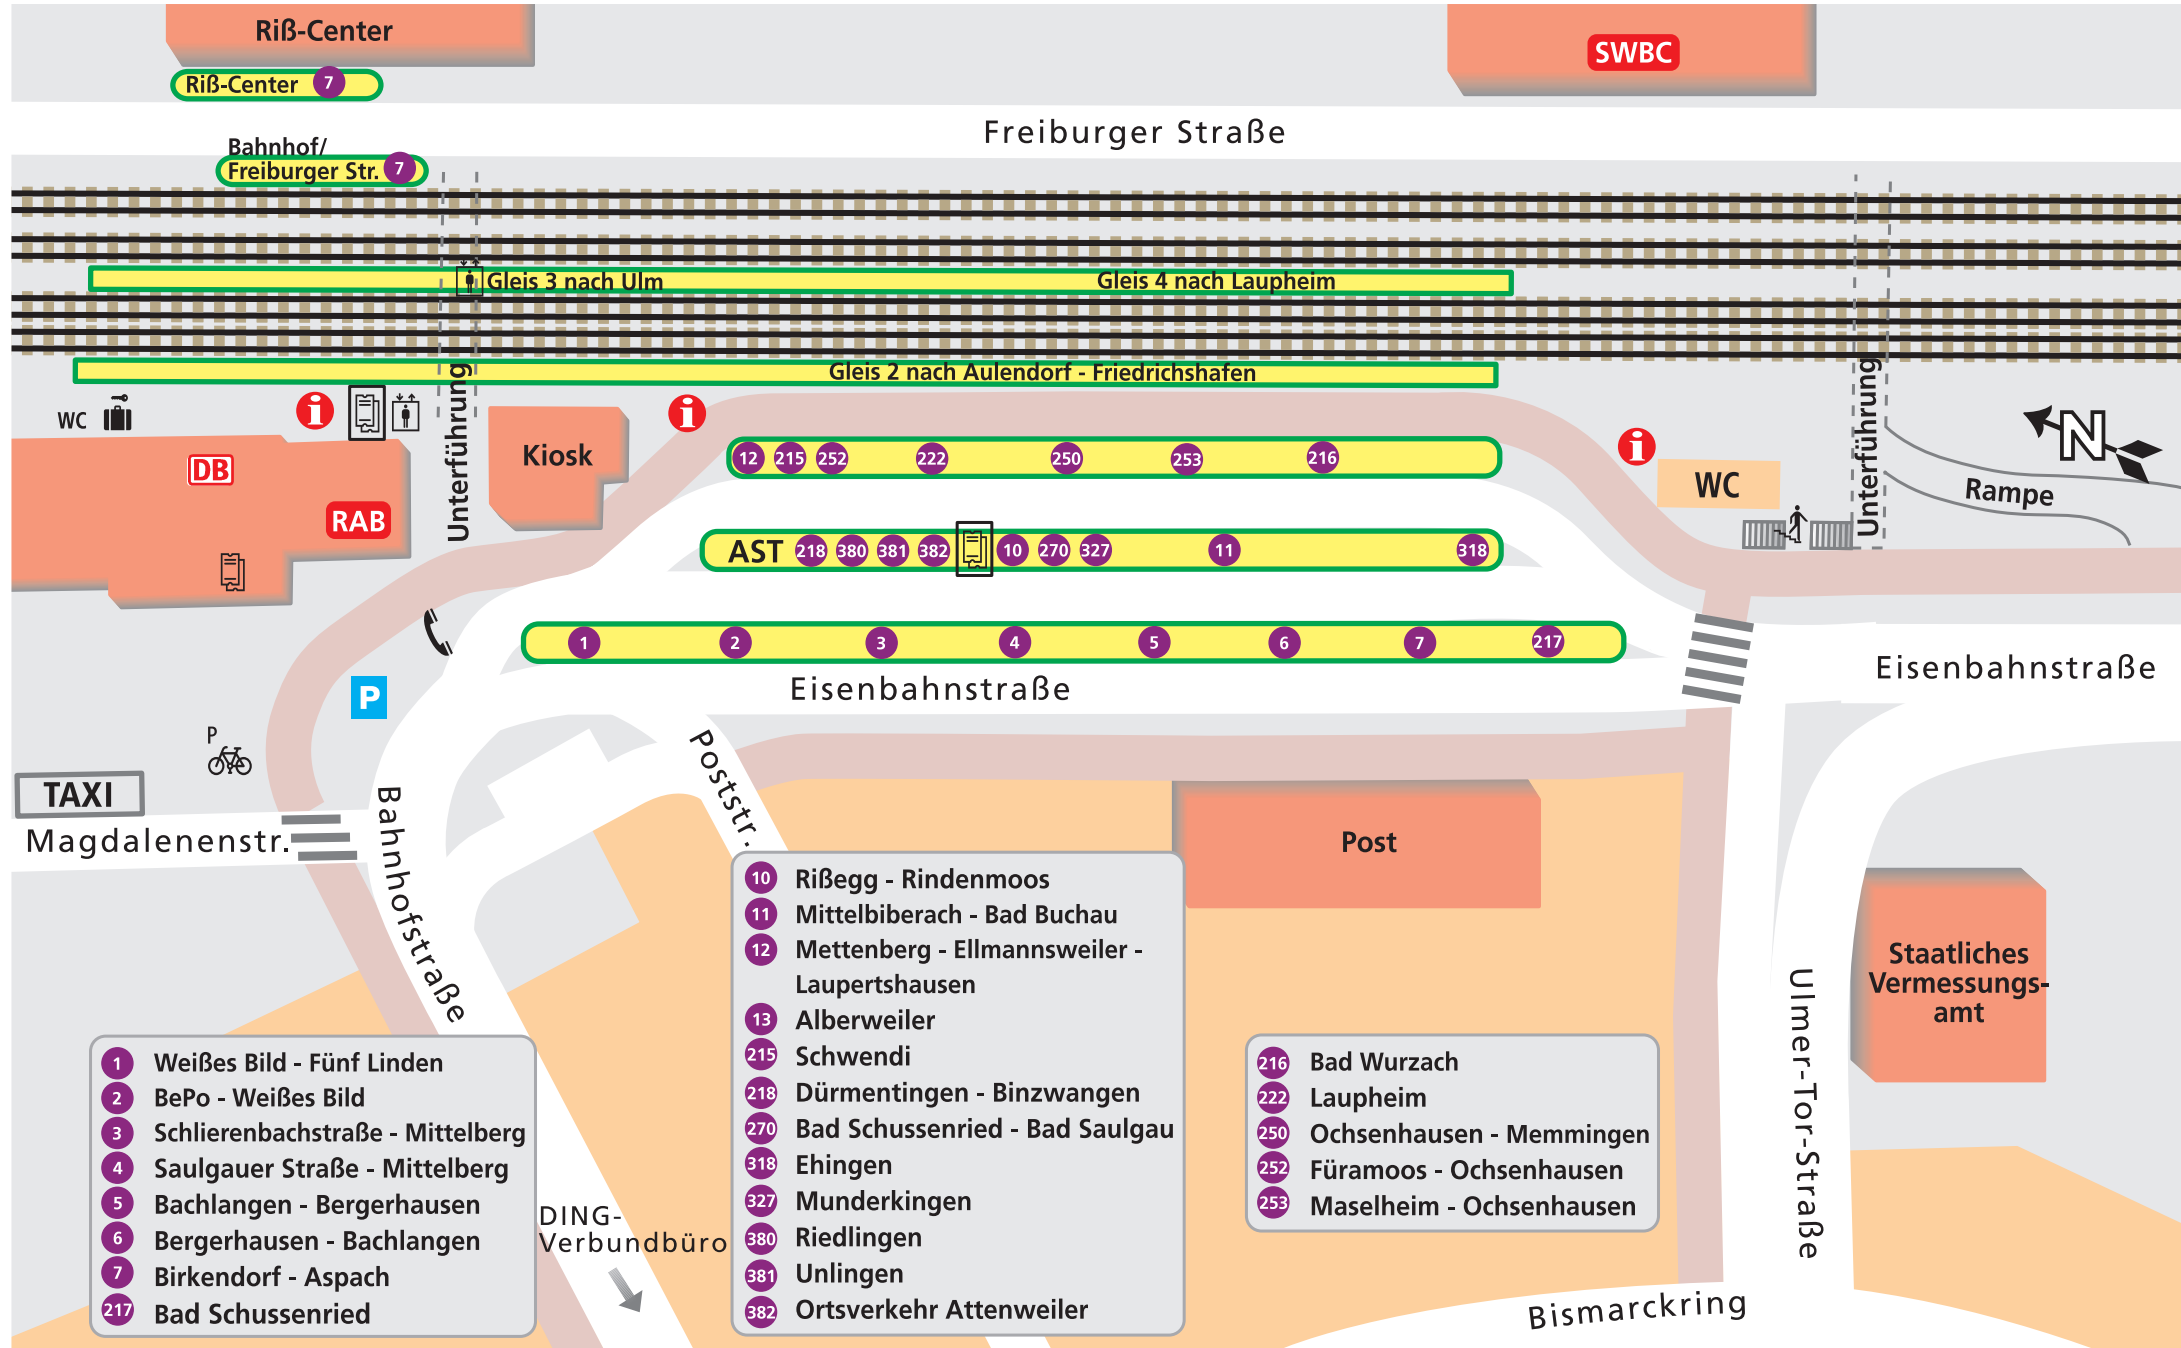 Riß-Center
SWBC
Riß-Center 7
Freiburger Straße
Bahnhof/
Freiburger Str. 7
Gleis 3 nach Ulm
Gleis 4 nach Laupheim
Gleis 2 nach Aulendorf - Friedrichshafen
WC
i
i
i
Unterführung
Unterführung
Kiosk
DB
RAB
12 215 252 222 250 253 216
WC
N
Rampe
AST 218 380 381 382 10 270 327 11 318
1 2 3 4 5 6 7 217
Eisenbahnstraße
Eisenbahnstraße
P
P
TAXI
Magdalenenstr.
Bahnhofstraße
Poststr.
Post
Staatliches
Vermessungs-
amt
Ulmer-Tor-Straße
Bismarckring
DING-
Verbundbüro
1 Weißes Bild - Fünf Linden
2 BePo - Weißes Bild
3 Schlierenbachstraße - Mittelberg
4 Saulgauer Straße - Mittelberg
5 Bachlangen - Bergerhausen
6 Bergerhausen - Bachlangen
7 Birkendorf - Aspach
217 Bad Schussenried
10 Rißegg - Rindenmoos
11 Mittelbiberach - Bad Buchau
12 Mettenberg - Ellmannsweiler -
Laupertshausen
13 Alberweiler
215 Schwendi
218 Dürmentingen - Binzwangen
270 Bad Schussenried - Bad Saulgau
318 Ehingen
327 Munderkingen
380 Riedlingen
381 Unlingen
382 Ortsverkehr Attenweiler
216 Bad Wurzach
222 Laupheim
250 Ochsenhausen - Memmingen
252 Füramoos - Ochsenhausen
253 Maselheim - Ochsenhausen